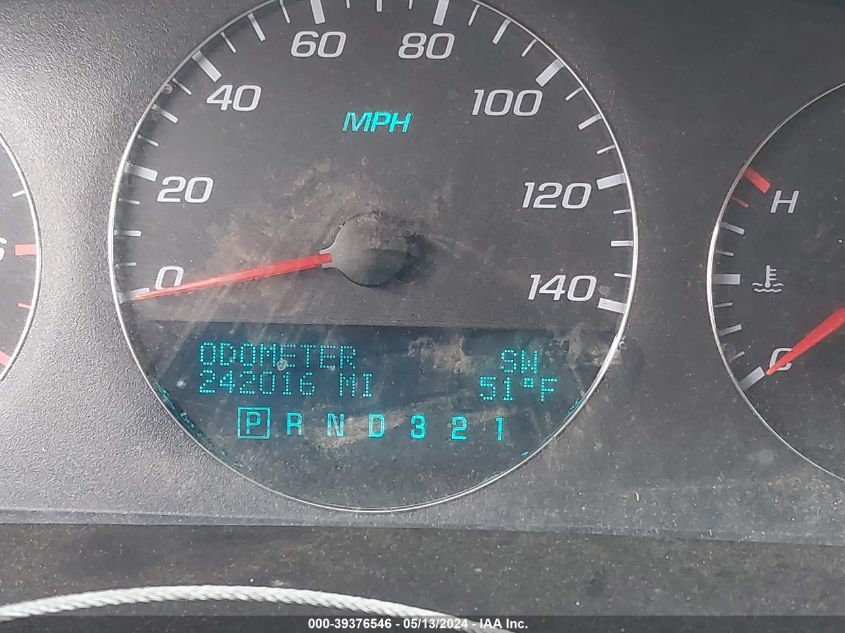 60 80
40 100
MPH
20 120
H
0 140
C
ODOMETER SW
242016 MI 51°F
P R N D 3 2 1
000-39376546 - 05/13/2024 - IAA Inc.